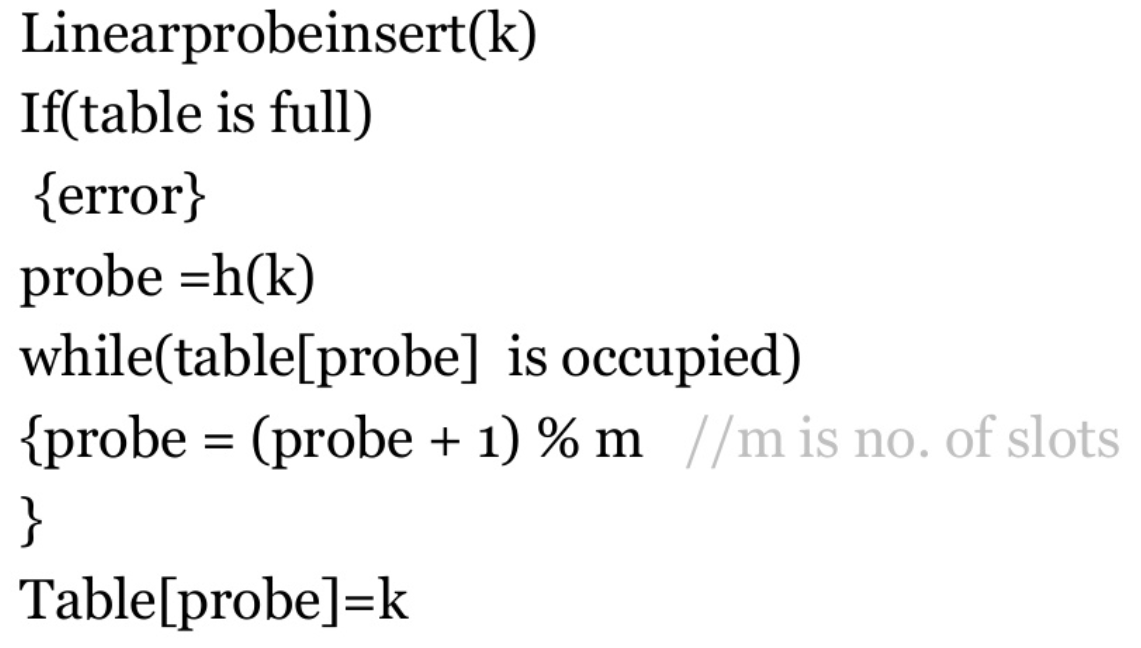 Linearprobeinsert(k)
If(table is full)
{error}
probe =h(k)
while(table[probe] is occupied)
{probe = (probe + 1) % m //m is no. of slots
}
Table[probe]=k